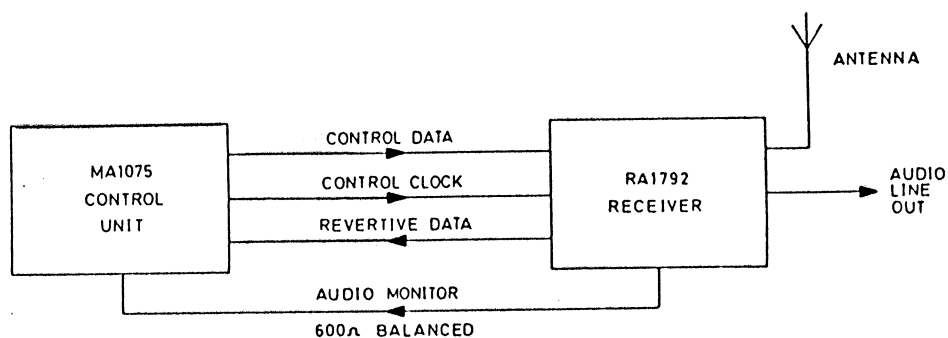 ANTENNA
MA1075
CONTROL
UNIT
CONTROL DATA
CONTROL CLOCK
REVERTIVE DATA
RA1792
RECEIVER
AUDIO
LINE
OUT
AUDIO MONITOR
600Ω BALANCED